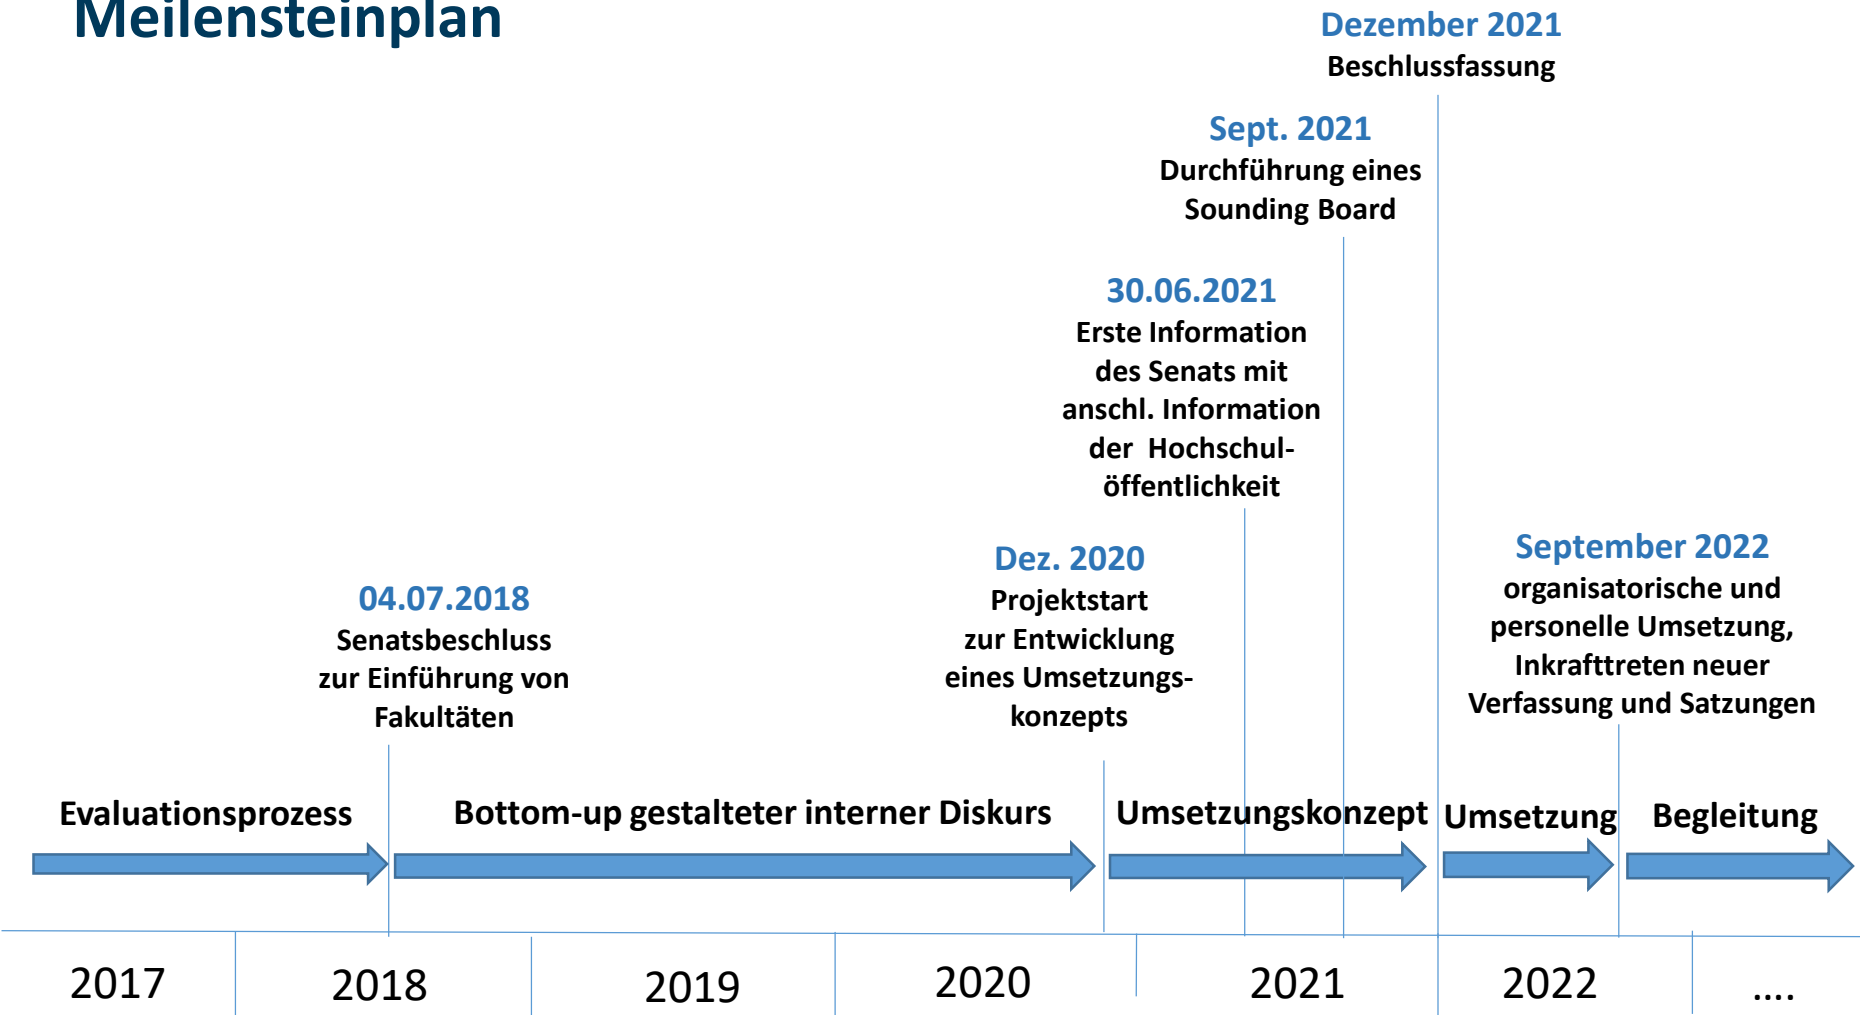 Meilensteinplan
Dezember 2021
Beschlussfassung
Sept. 2021
Durchführung eines
Sounding Board
30.06.2021
Erste Information
des Senats mit
anschl. Information
der Hochschul-
öffentlichkeit
Dez. 2020
Projektstart
zur Entwicklung
eines Umsetzungs-
konzepts
September 2022
organisatorische und
personelle Umsetzung,
Inkrafttreten neuer
Verfassung und Satzungen
04.07.2018
Senatsbeschluss
zur Einführung von
Fakultäten
Evaluationsprozess
Bottom-up gestalteter interner Diskurs
Umsetzungskonzept
Umsetzung
Begleitung
2017
2018
2019
2020
2021
2022
....